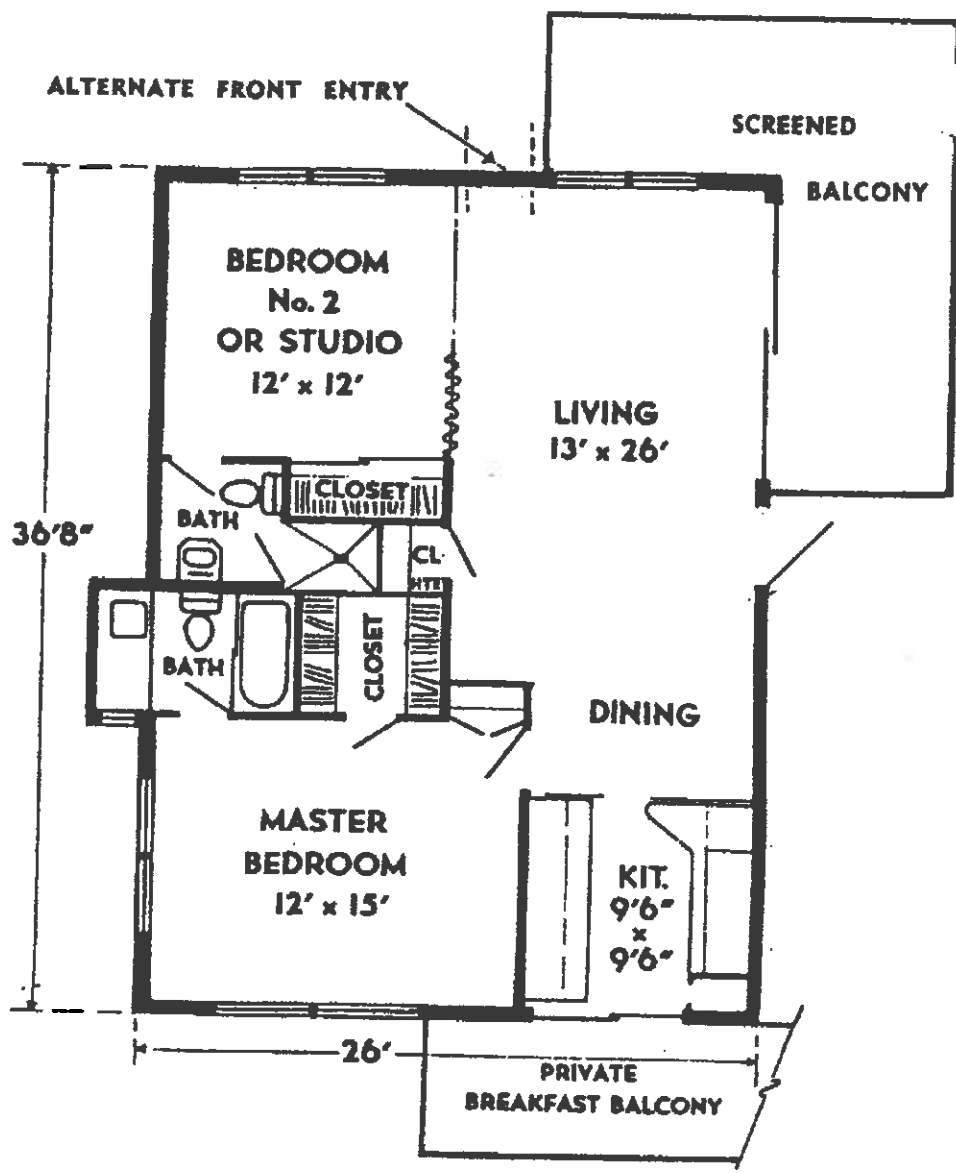 ALTERNATE FRONT ENTRY
SCREENED
BALCONY
BEDROOM
No. 2
OR STUDIO
12' x 12'
LIVING
13' x 26'
CLOSET
BATH
36'8"
CL
HTR
CLOSET
BATH
DINING
MASTER
BEDROOM
12' x 15'
KIT.
9'6"
x
9'6"
26'
PRIVATE
BREAKFAST BALCONY